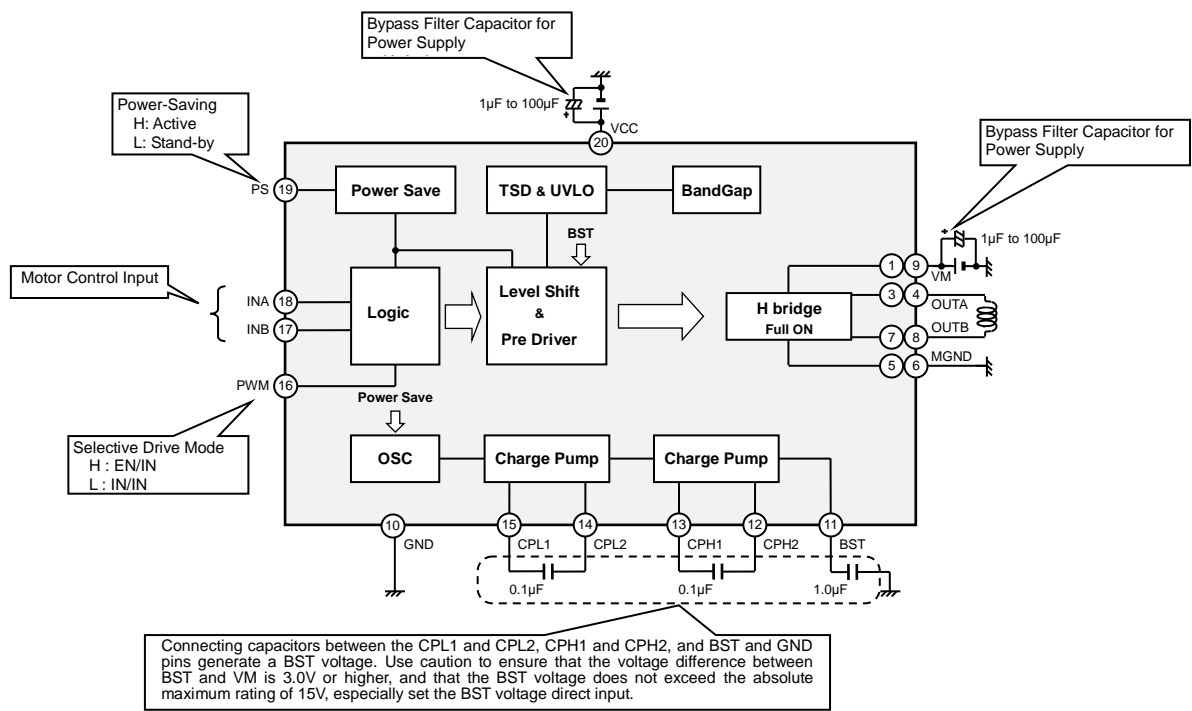 Bypass Filter Capacitor for
Power Supply
1µF to 100µF
+
VCC
20
Power-Saving
H: Active
L: Stand-by
Bypass Filter Capacitor for
Power Supply
PS 19
Power Save
TSD & UVLO
BandGap
BST
+
1µF to 100µF
1 9
VM
Motor Control Input
INA 18
INB 17
Logic
Level Shift
&
Pre Driver
H bridge
Full ON
3 4
OUTA
OUTB
7 8
5 6
MGND
PWM 16
Power Save
Selective Drive Mode
H : EN/IN
L : IN/IN
OSC
Charge Pump
Charge Pump
10 15 14 13 12 11
GND CPL1 CPL2 CPH1 CPH2 BST
0.1µF 0.1µF 1.0µF
Connecting capacitors between the CPL1 and CPL2, CPH1 and CPH2, and BST and GND
pins generate a BST voltage. Use caution to ensure that the voltage difference between
BST and VM is 3.0V or higher, and that the BST voltage does not exceed the absolute
maximum rating of 15V, especially set the BST voltage direct input.